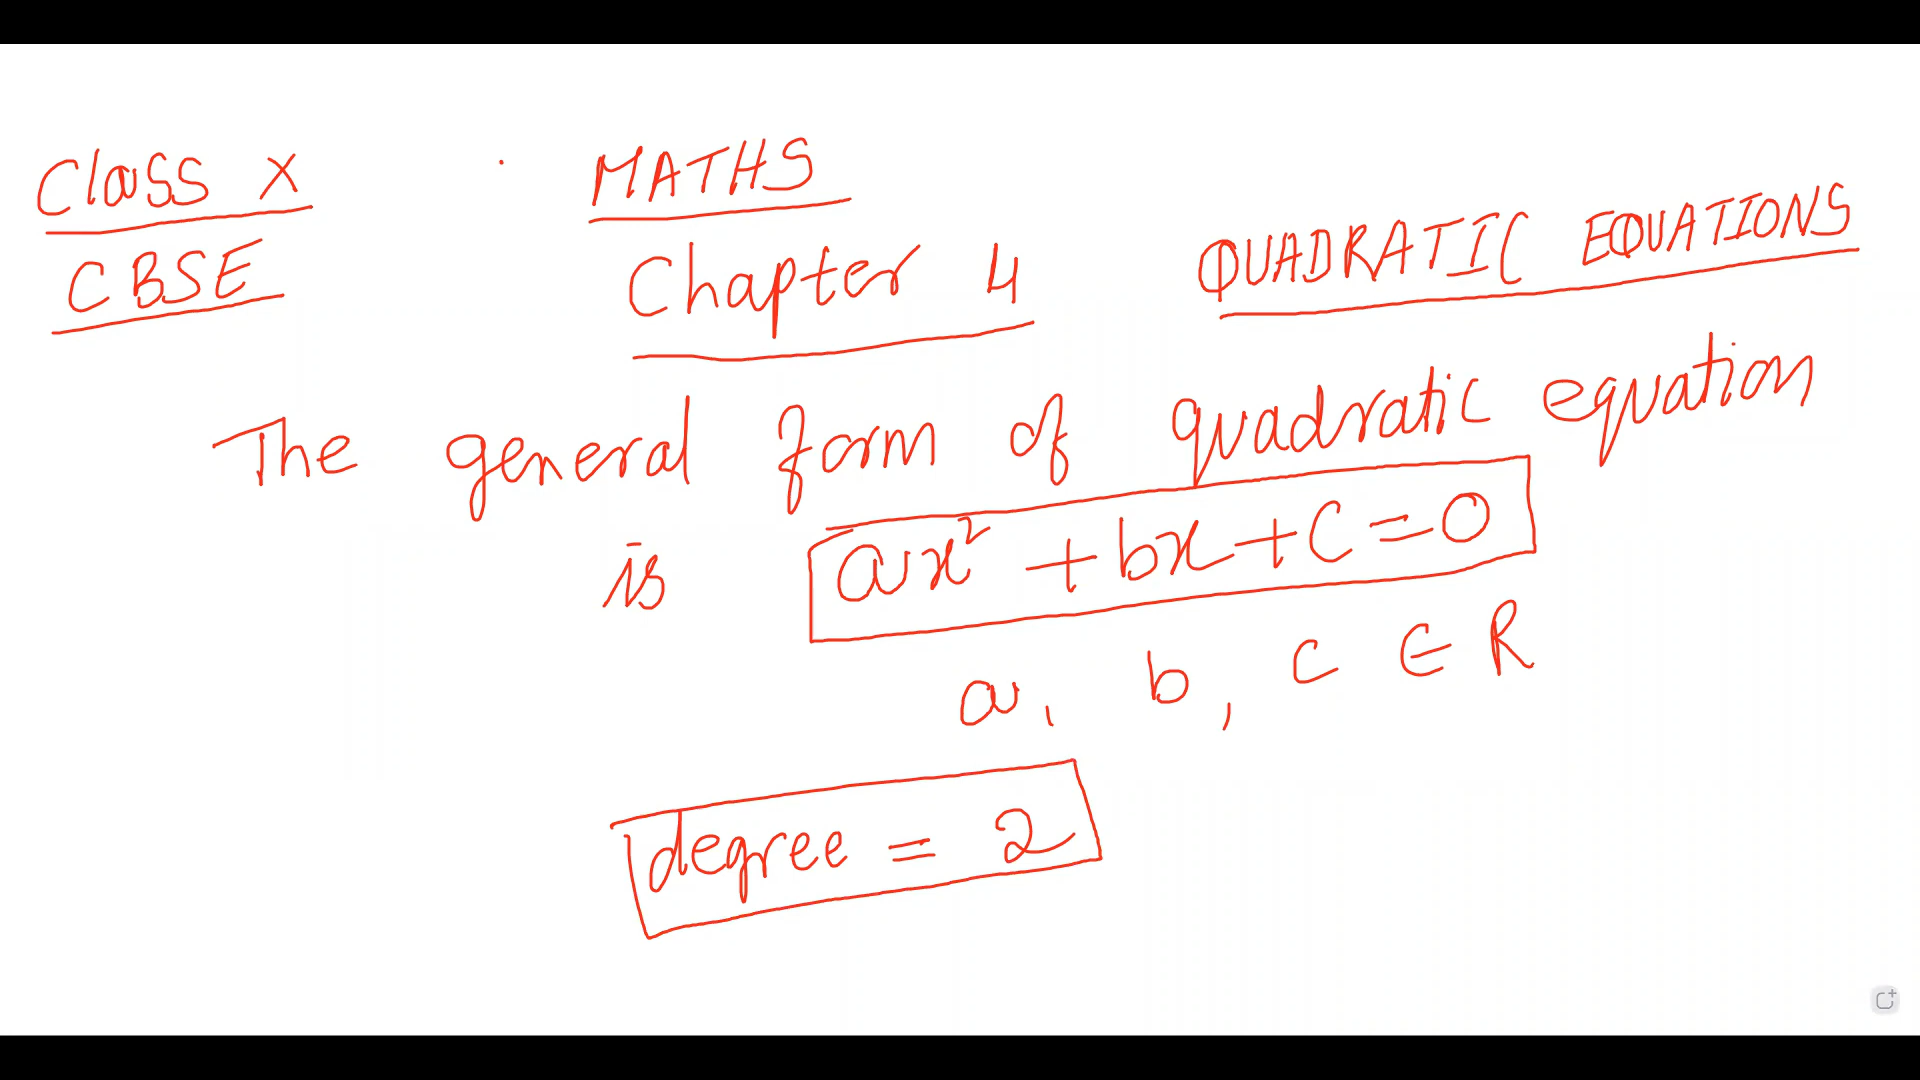 Class X MATHS
CBSE Chapter 4 QUADRATIC EQUATIONS
The general form of quadratic equation
is ax² + bx + c = 0
a, b, c ∈ R
degree = 2